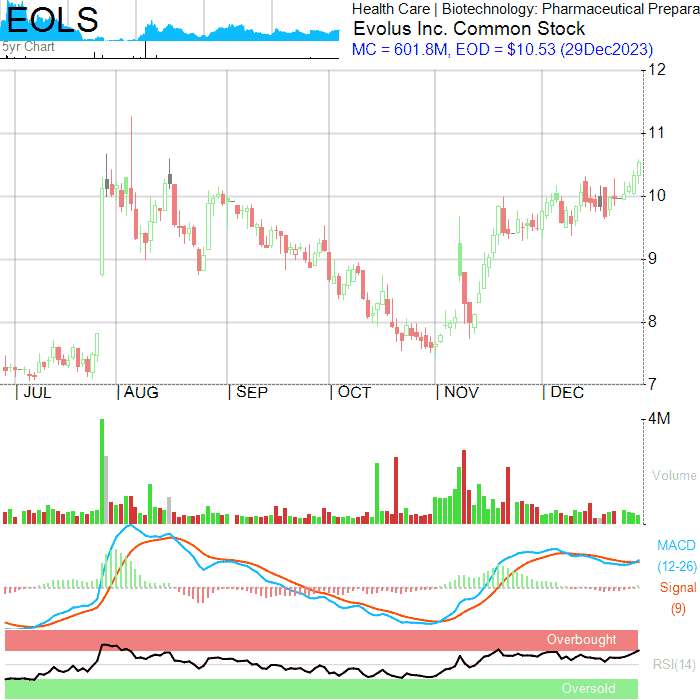 EOLS
5yr Chart
Health Care | Biotechnology: Pharmaceutical Prepara
Evolus Inc. Common Stock
MC = 601.8M, EOD = $10.53 (29Dec2023)
12
11
10
9
8
7
|JUL |AUG |SEP |OCT |NOV |DEC
4M
Volume
MACD
(12-26)
Signal
(9)
Overbought
RSI(14)
Oversold